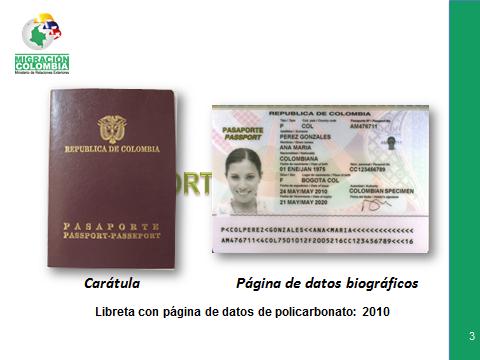 MIGRACIÓN
COLOMBIA
Ministerio de Relaciones Exteriores
REPUBLICA DE COLOMBIA
PASAPORTE
PASSPORT-PASSEPORT
REPUBLICA DE COLOMBIA
PASAPORTE
PASSPORT
P COL AM476711
PEREZ GONZALES
ANA MARIA
COLOMBIANA
01 ENE/JAN 1975 CC123456789
F BOGOTA COL
24 MAY/MAY 2010 COLOMBIAN SPECIMEN
21 MAY/MAY 2020
P<COLPEREZ<GONZALES<<ANA<MARIA
AM476711<4COL7501012F2005216CC123456789<<<16
Carátula
Página de datos biográficos
Libreta con página de datos de policarbonato: 2010
3